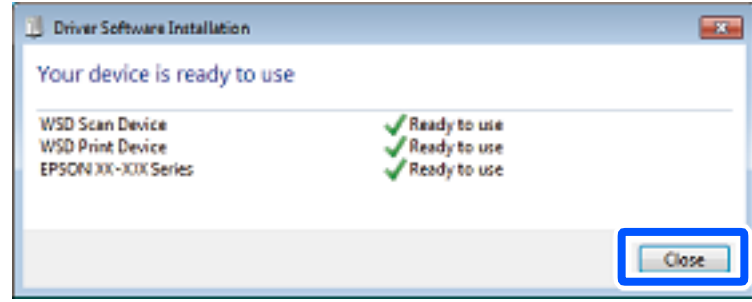 Driver Software Installation
Your device is ready to use
WSD Scan Device Ready to use
WSD Print Device Ready to use
EPSON XX-XXX Series Ready to use
Close